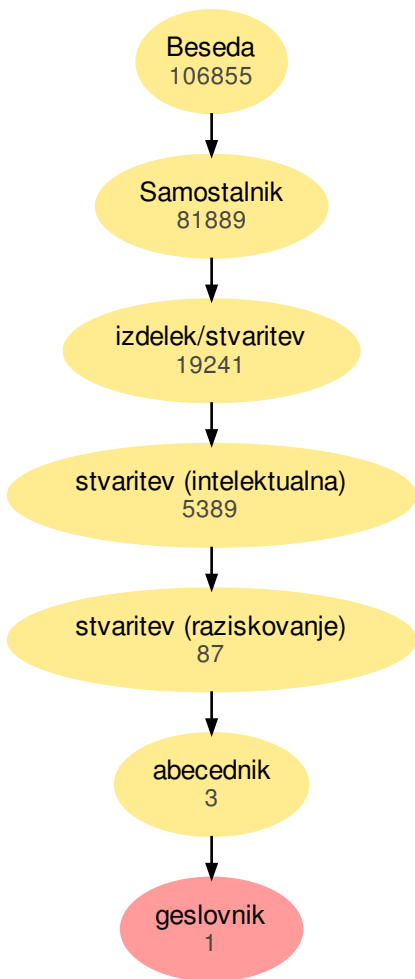 Beseda
106855
Samostalnik
81889
izdelek/stvaritev
19241
stvaritev (intelektualna)
5389
stvaritev (raziskovanje)
87
abecednik
3
geslovnik
1